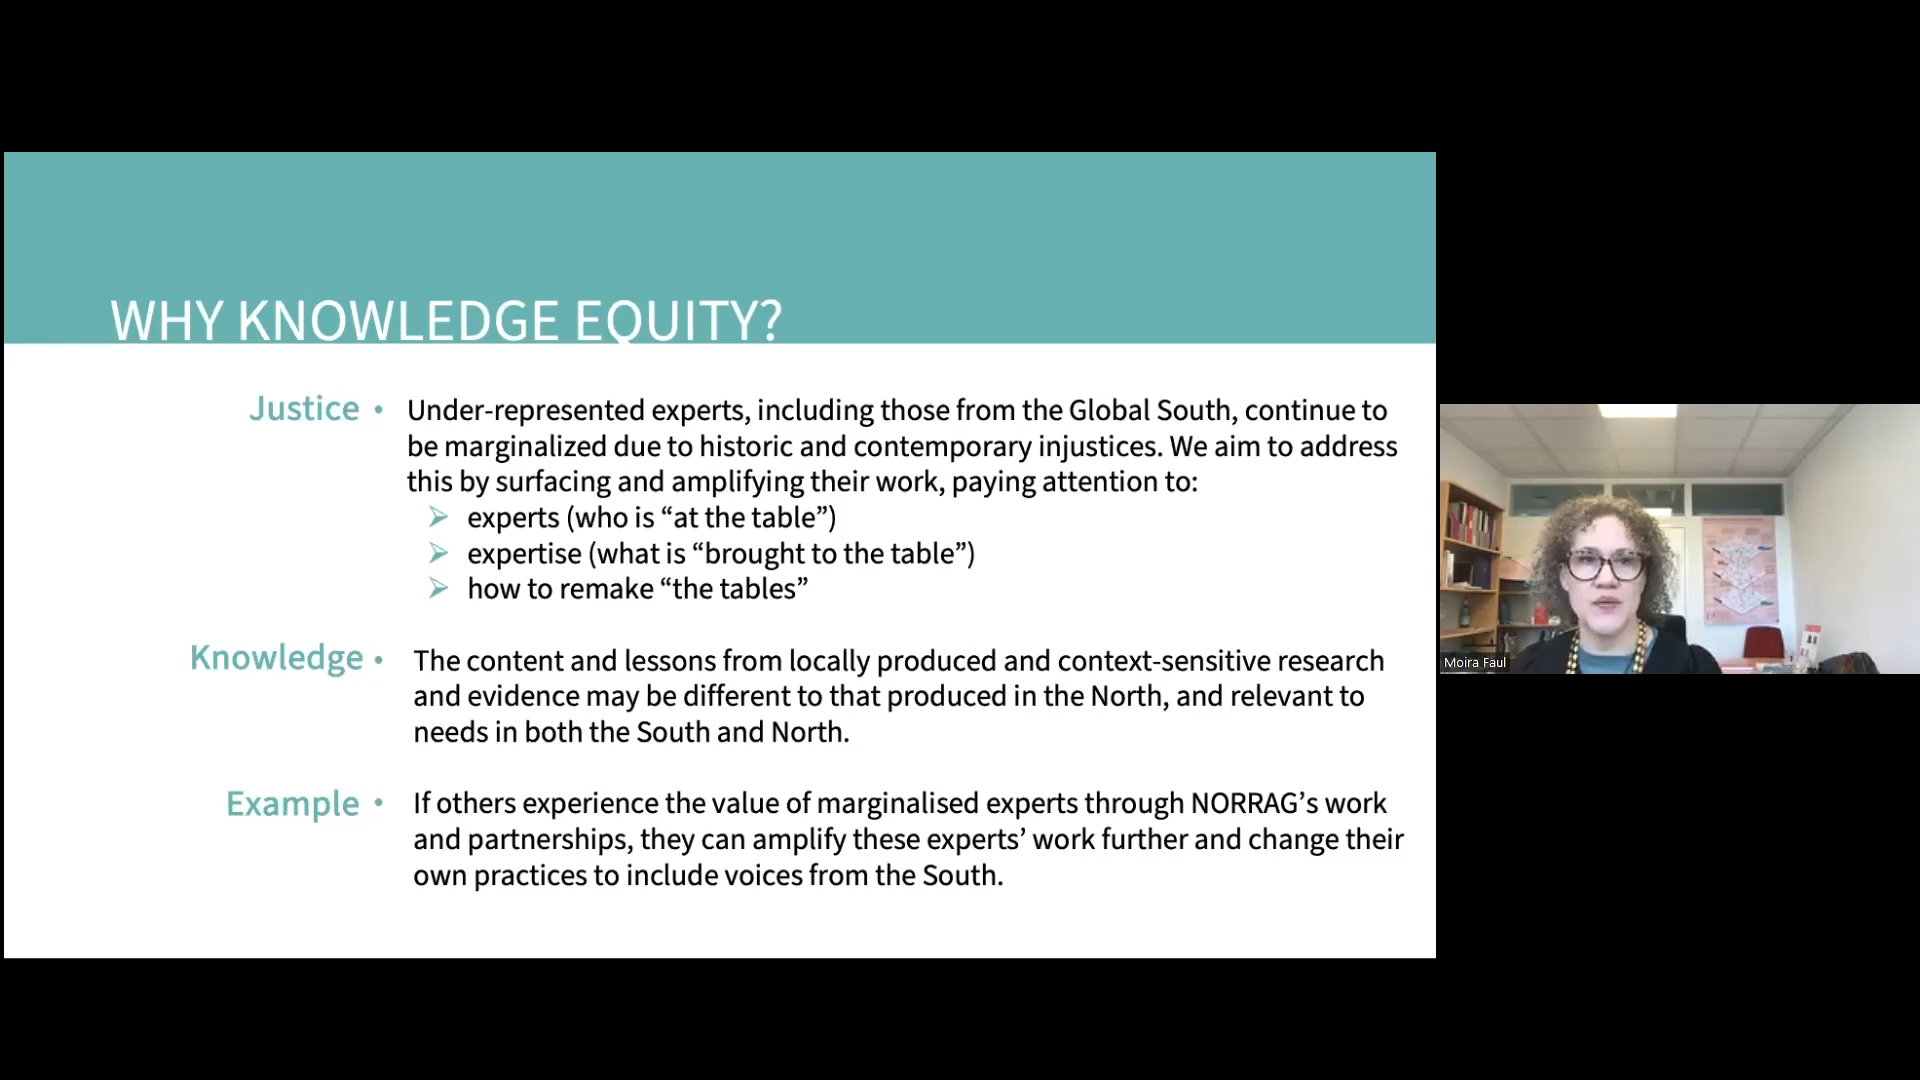 WHY KNOWLEDGE EQUITY?
Justice • Under-represented experts, including those from the Global South, continue to
be marginalized due to historic and contemporary injustices. We aim to address
this by surfacing and amplifying their work, paying attention to:
➢ experts (who is “at the table”)
➢ expertise (what is “brought to the table”)
➢ how to remake “the tables”
Knowledge • The content and lessons from locally produced and context-sensitive research
and evidence may be different to that produced in the North, and relevant to
needs in both the South and North.
Example • If others experience the value of marginalised experts through NORRAG’s work
and partnerships, they can amplify these experts’ work further and change their
own practices to include voices from the South.
Moira Faul